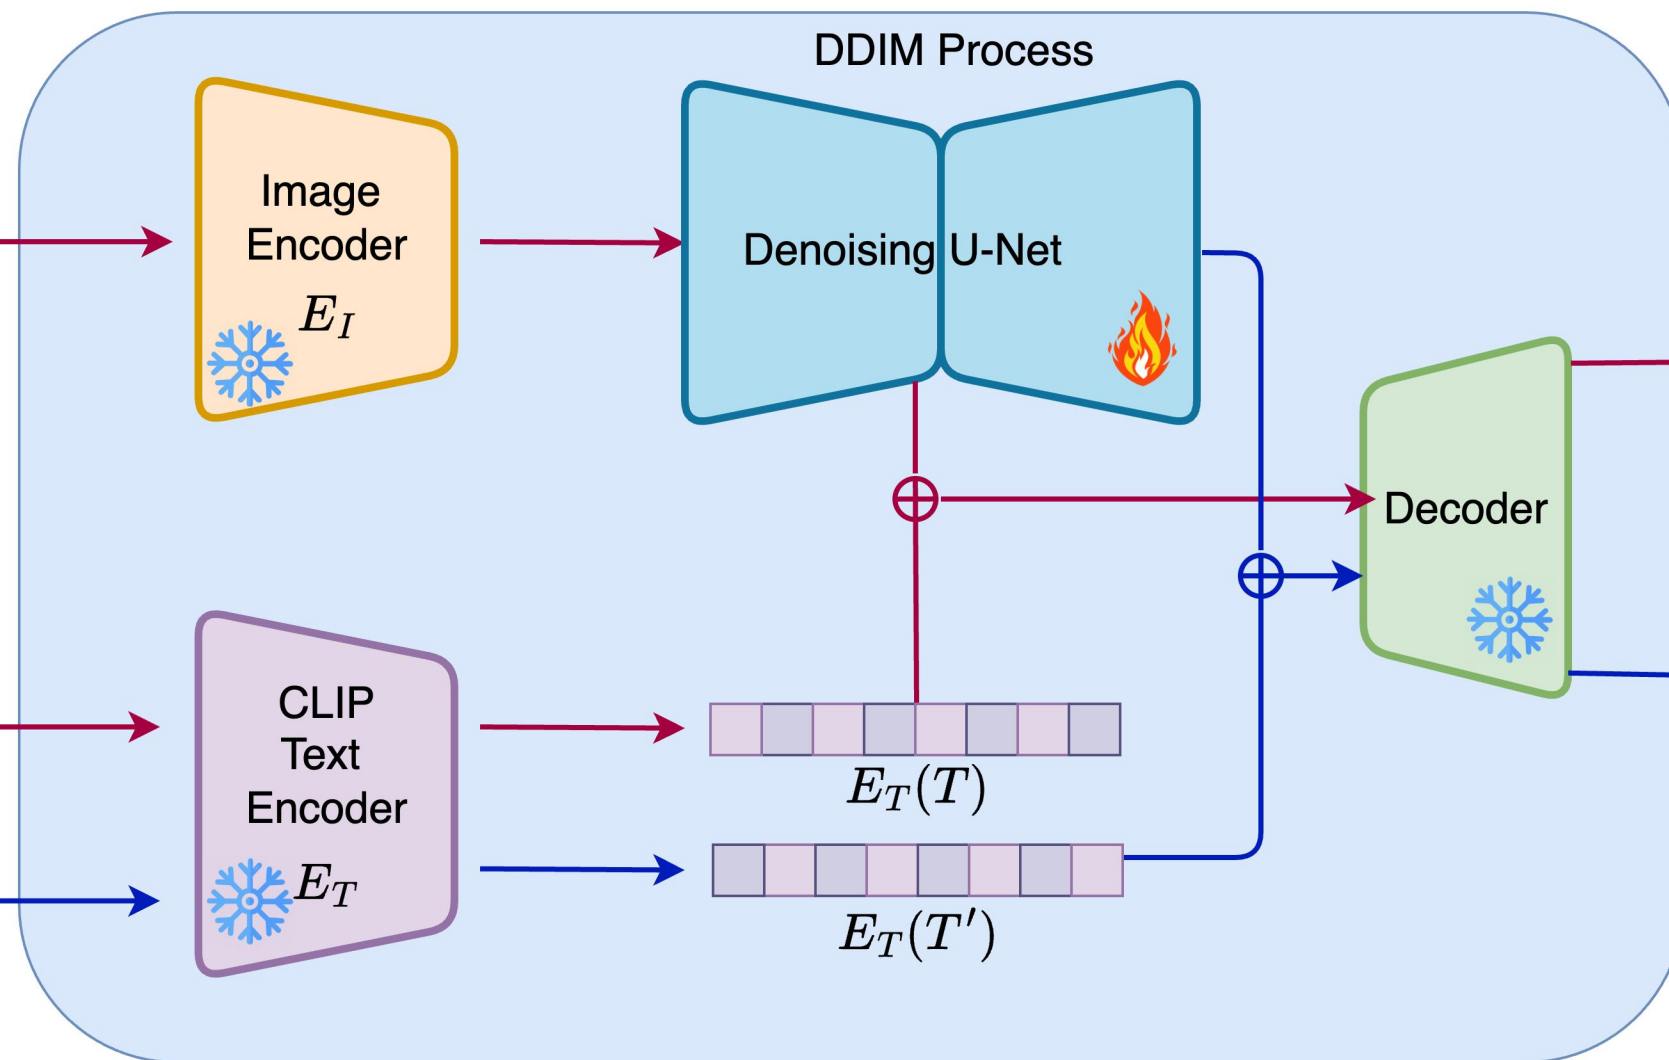 DDIM Process
Image
Encoder
E_I
Denoising U-Net
Decoder
CLIP
Text
Encoder
E_T
E_T(T)
E_T(T′)